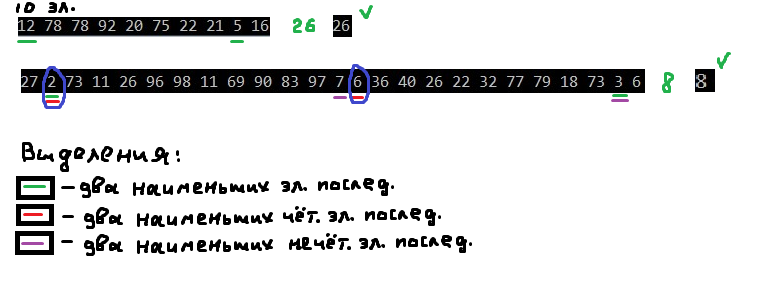 10 эл.
12 78 78 92 20 75 22 21 5 16 26 26
27 2 73 11 26 96 98 11 69 90 83 97 7 6 36 40 26 22 32 77 79 18 73 3 6 8 8
Выделения:
– два наименьших эл. послед.
– два наименьших чёт. эл. послед.
– два наименьших нечёт. эл. послед.